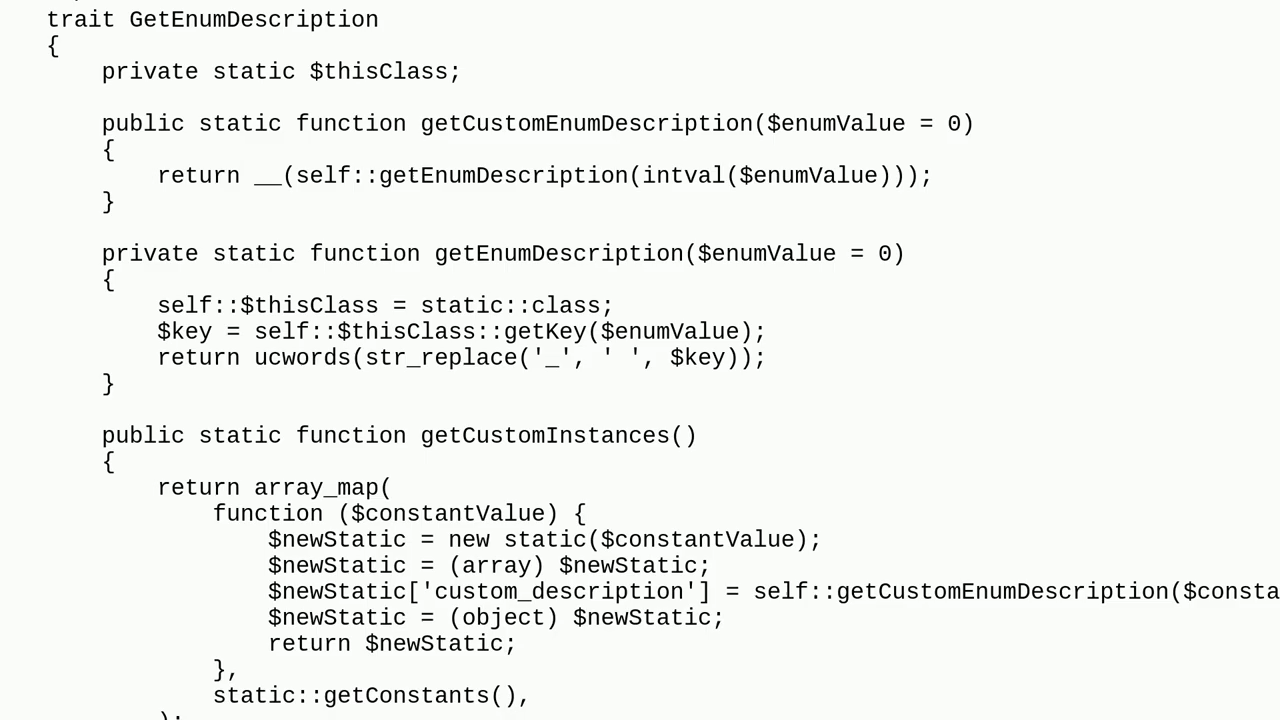 trait GetEnumDescription
{
    private static $thisClass;

    public static function getCustomEnumDescription($enumValue = 0)
    {
        return __(self::getEnumDescription(intval($enumValue)));
    }

    private static function getEnumDescription($enumValue = 0)
    {
        self::$thisClass = static::class;
        $key = self::$thisClass::getKey($enumValue);
        return ucwords(str_replace('_', ' ', $key));
    }

    public static function getCustomInstances()
    {
        return array_map(
            function ($constantValue) {
                $newStatic = new static($constantValue);
                $newStatic = (array) $newStatic;
                $newStatic['custom_description'] = self::getCustomEnumDescription($consta
                $newStatic = (object) $newStatic;
                return $newStatic;
            },
            static::getConstants(),
        );